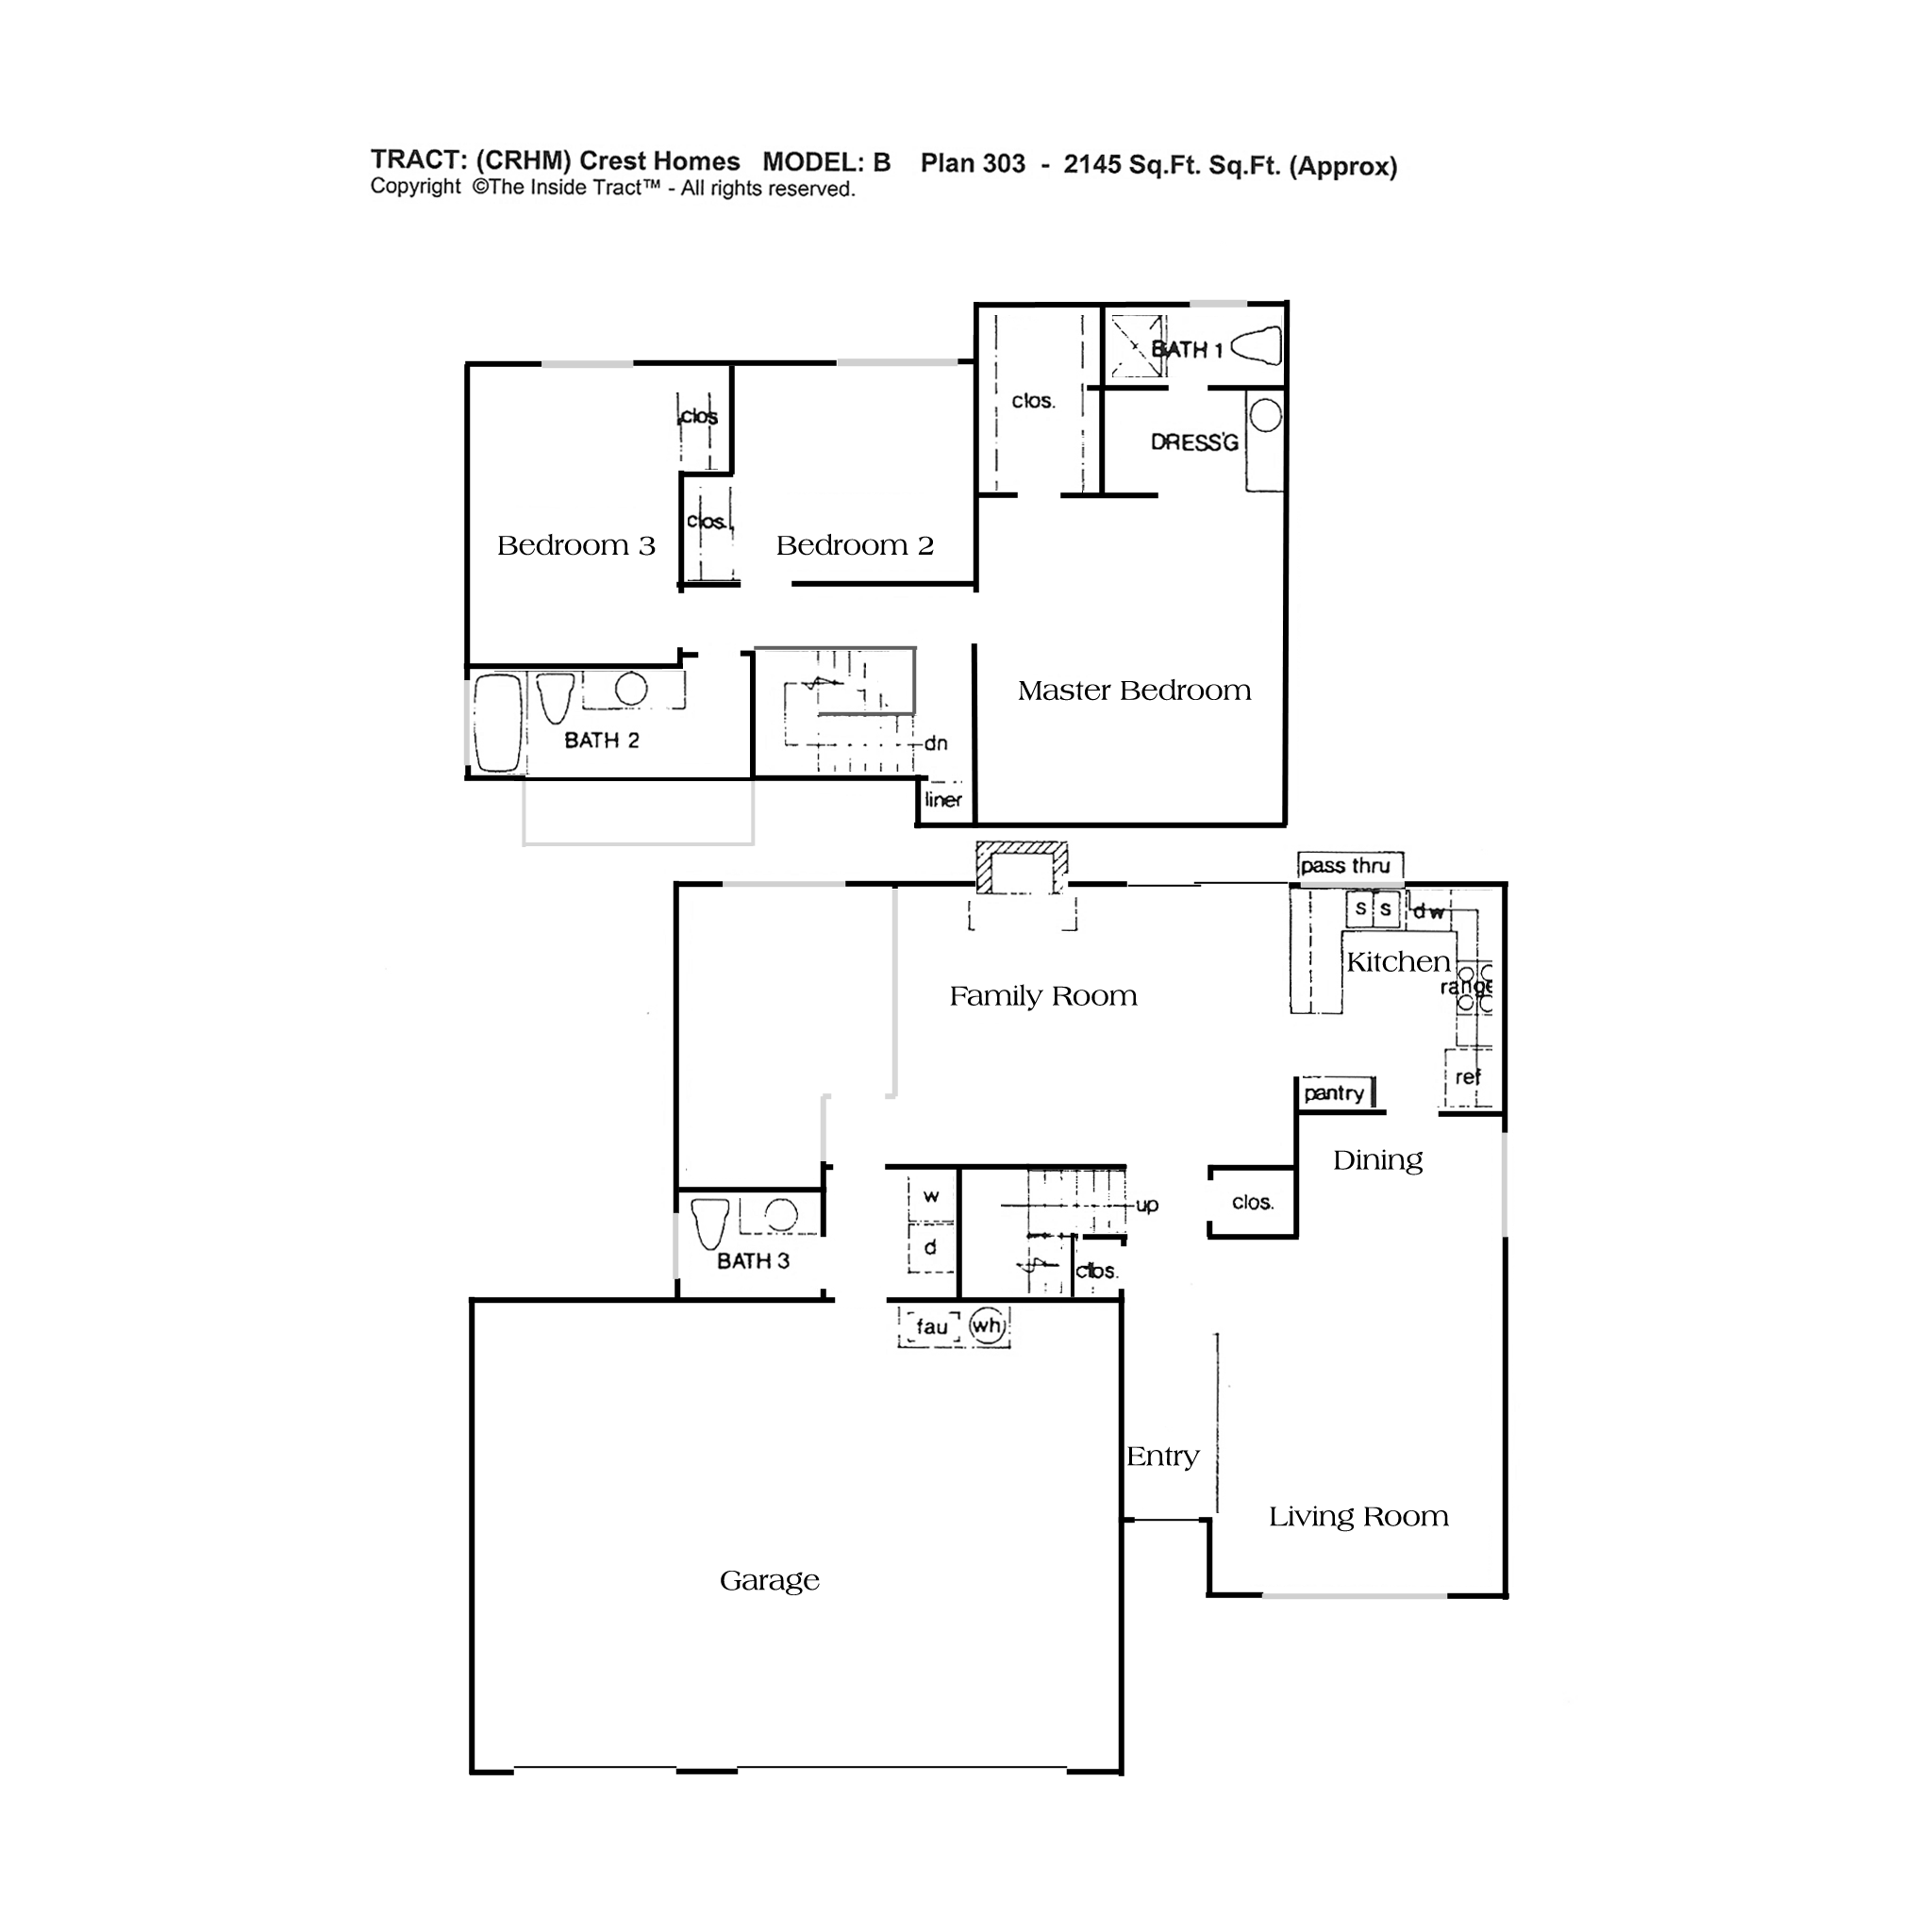 TRACT: (CRHM) Crest Homes   MODEL: B    Plan 303  -  2145 Sq.Ft. Sq.Ft. (Approx)
Copyright  ©The Inside Tract™ - All rights reserved.
BATH 1
clos.
clos
DRESS'G
clos.
Bedroom 3
Bedroom 2
Master Bedroom
BATH 2
dn
liner
pass thru
s s
dw
Kitchen
range
Family Room
ref
pantry
Dining
w
up
clos.
d
BATH 3
clos.
fau
wh
Entry
Living Room
Garage